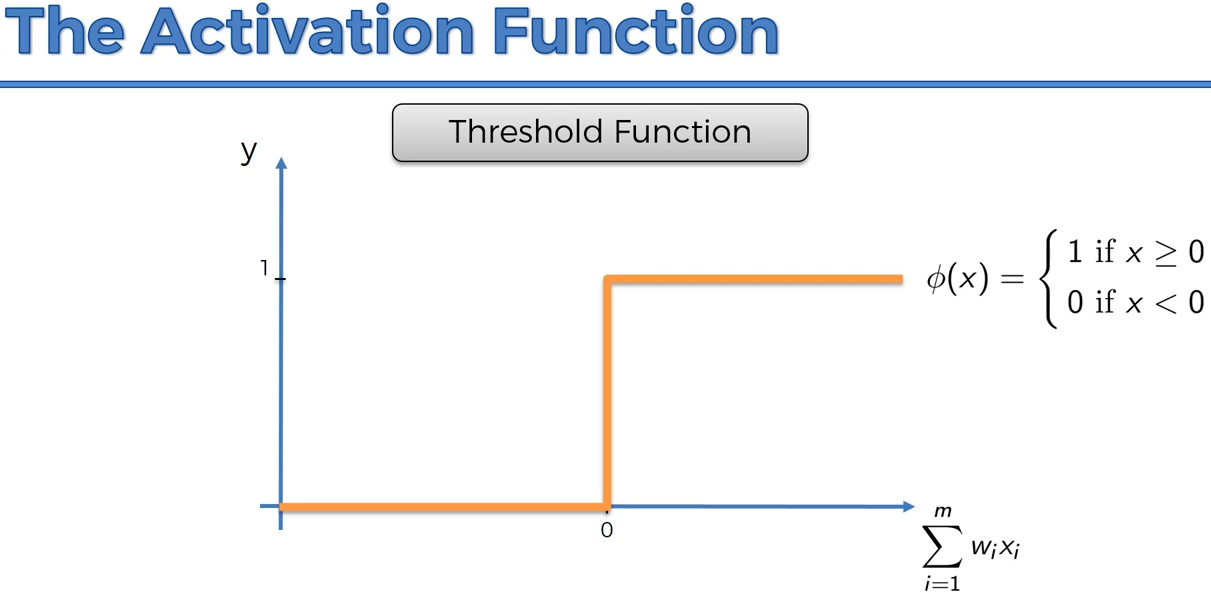 The Activation Function
Threshold Function
y
1
ϕ(x) = { 1 if x ≥ 0
0 if x < 0
0
m
∑ wᵢxᵢ
i=1